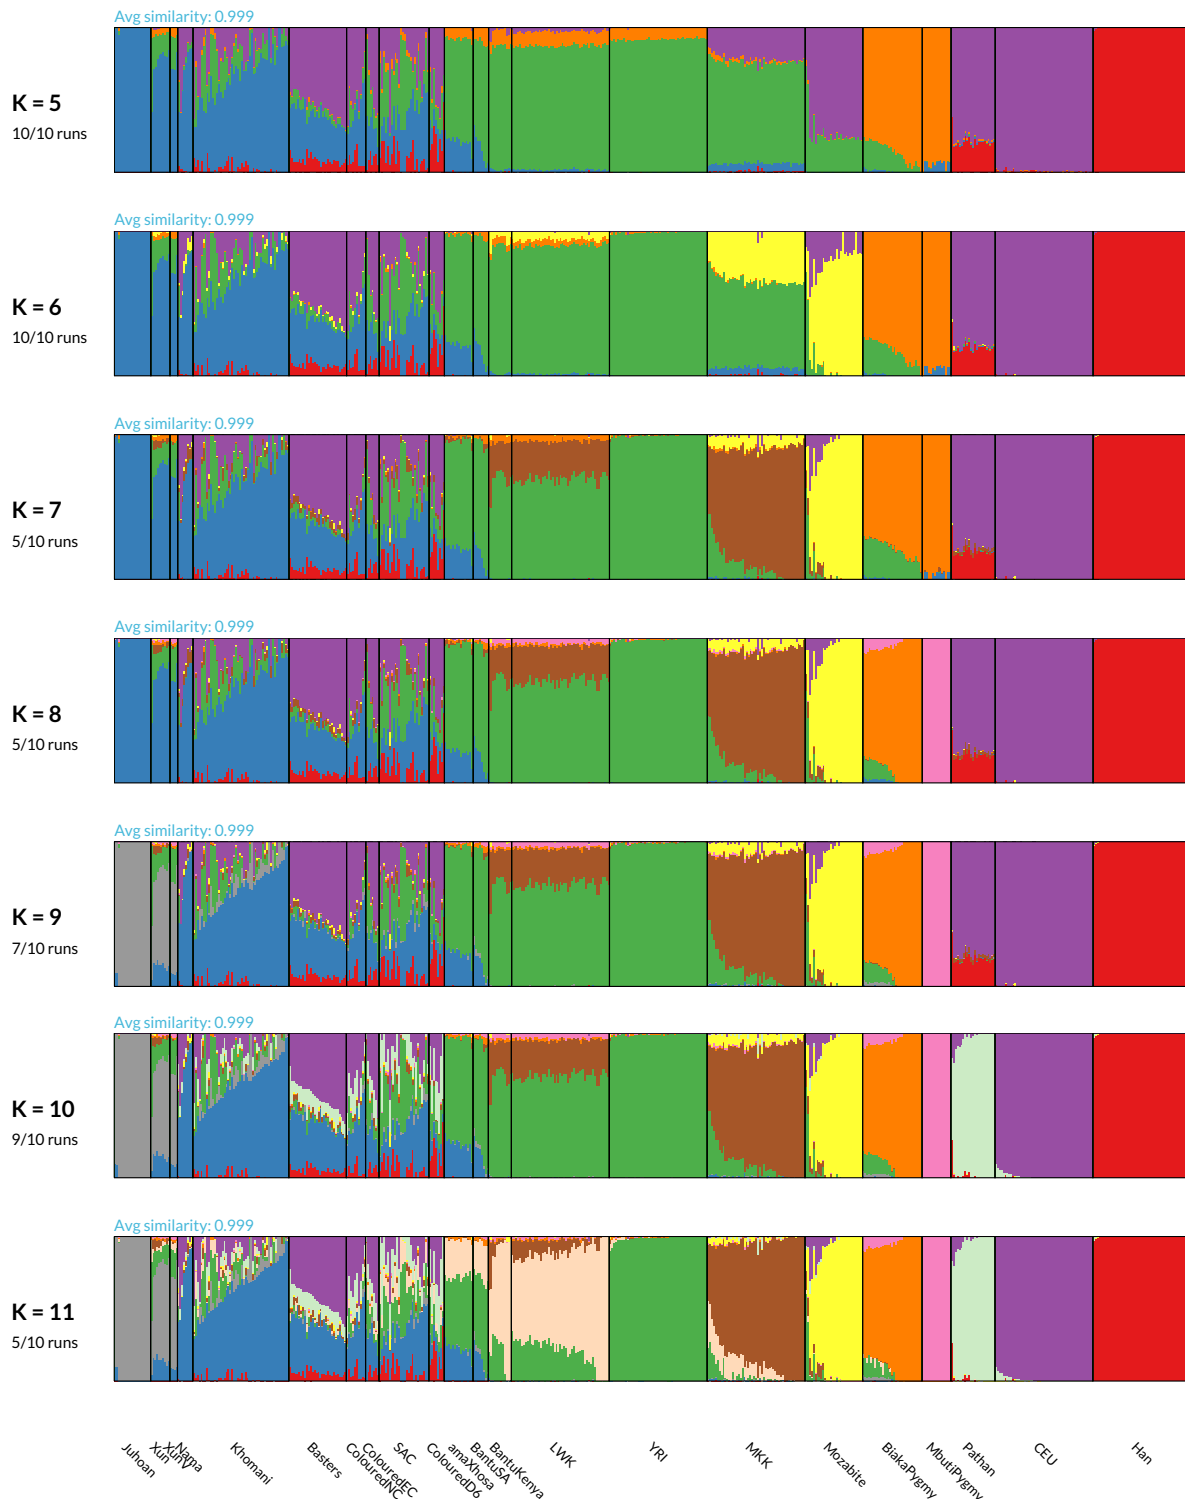 Avg similarity: 0.999
K = 5
10/10 runs
Avg similarity: 0.999
K = 6
10/10 runs
Avg similarity: 0.999
K = 7
5/10 runs
Avg similarity: 0.999
K = 8
5/10 runs
Avg similarity: 0.999
K = 9
7/10 runs
Avg similarity: 0.999
K = 10
9/10 runs
Avg similarity: 0.999
K = 11
5/10 runs
Juhoan
Xun
XunV
Nama
Khomani
Basters
ColouredNC
ColouredEC
SAC
ColouredD6
amaXhosa
BantuSA
BantuKenya
LWK
YRI
MKK
Mozabite
BiakaPygmy
MbutiPygmy
Pathan
CEU
Han